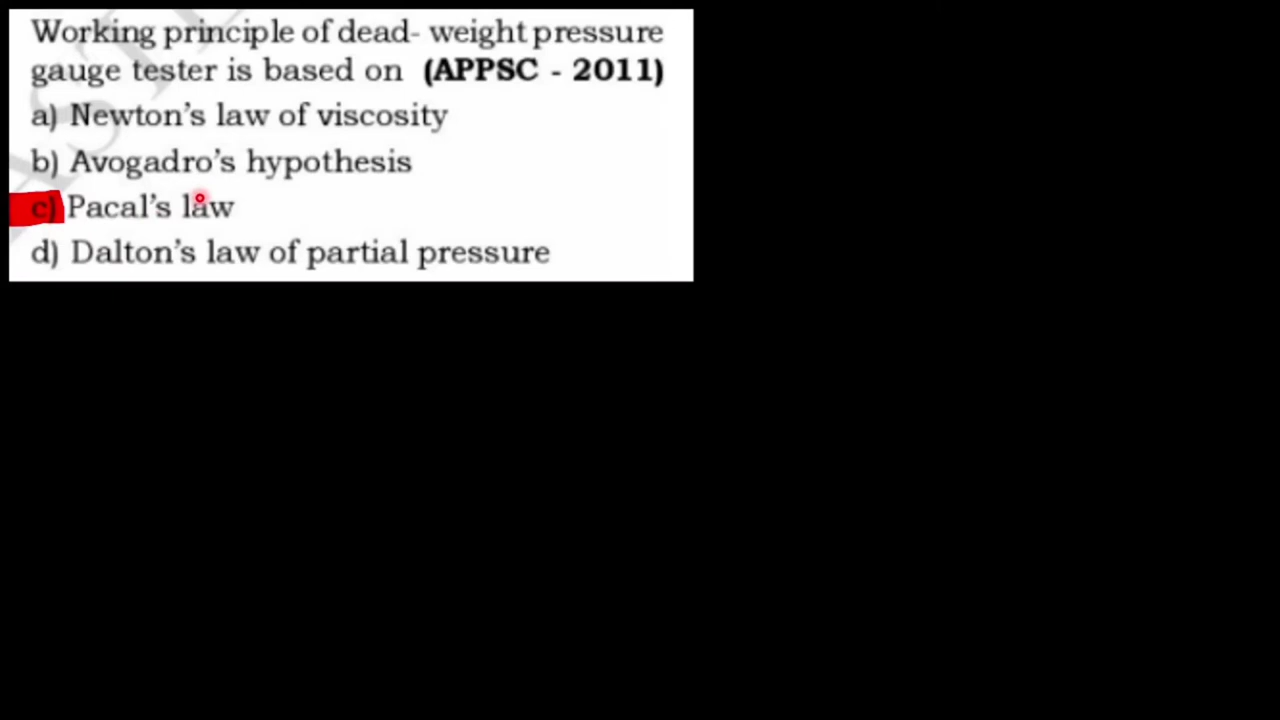 Working principle of dead- weight pressure
gauge tester is based on (APPSC - 2011)
a) Newton's law of viscosity
b) Avogadro's hypothesis
c) Pacal's law
d) Dalton's law of partial pressure